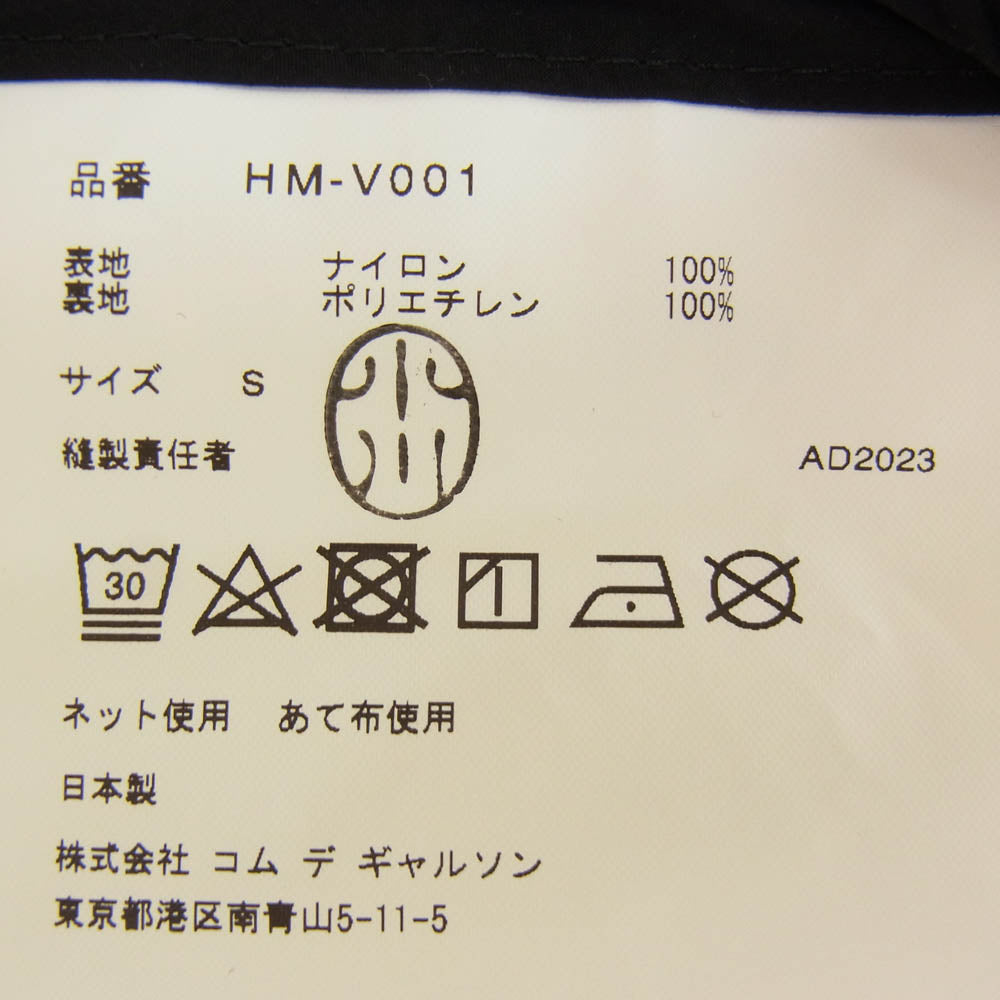 品番 HM-V001
表地 ナイロン 100%
裏地 ポリエチレン 100%
サイズ S
縫製責任者 AD2023
30
ネット使用 あて布使用
日本製
株式会社 コム デ ギャルソン
東京都港区南青山5-11-5